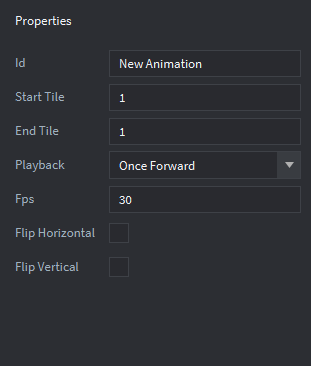 Properties
Id New Animation
Start Tile 1
End Tile 1
Playback Once Forward
Fps 30
Flip Horizontal
Flip Vertical